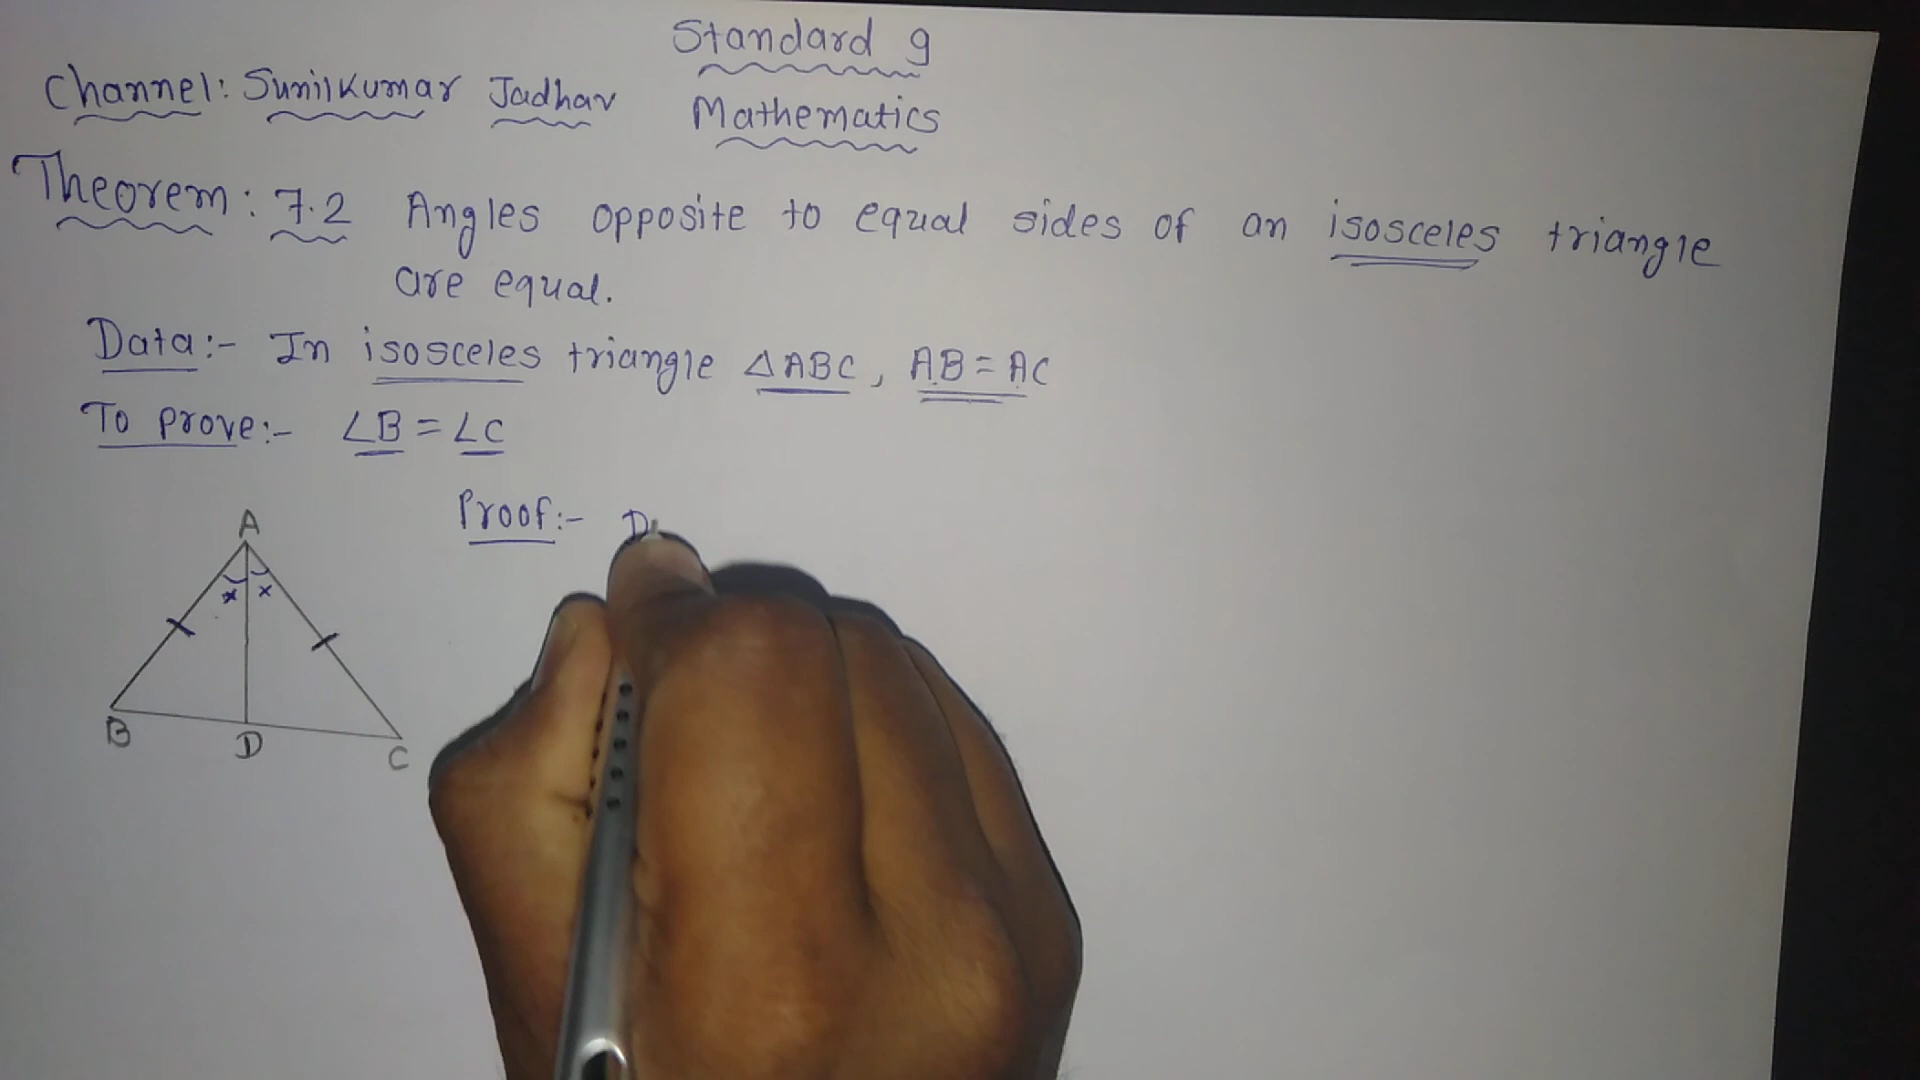 Standard 9
Channel: Sunilkumar Jadhav
Mathematics
Theorem: 7.2 Angles opposite to equal sides of an isosceles triangle
are equal.
Data:- In isosceles triangle △ABC, AB = AC
To prove:- ∠B = ∠C
Proof:- D
A
x x
B D C